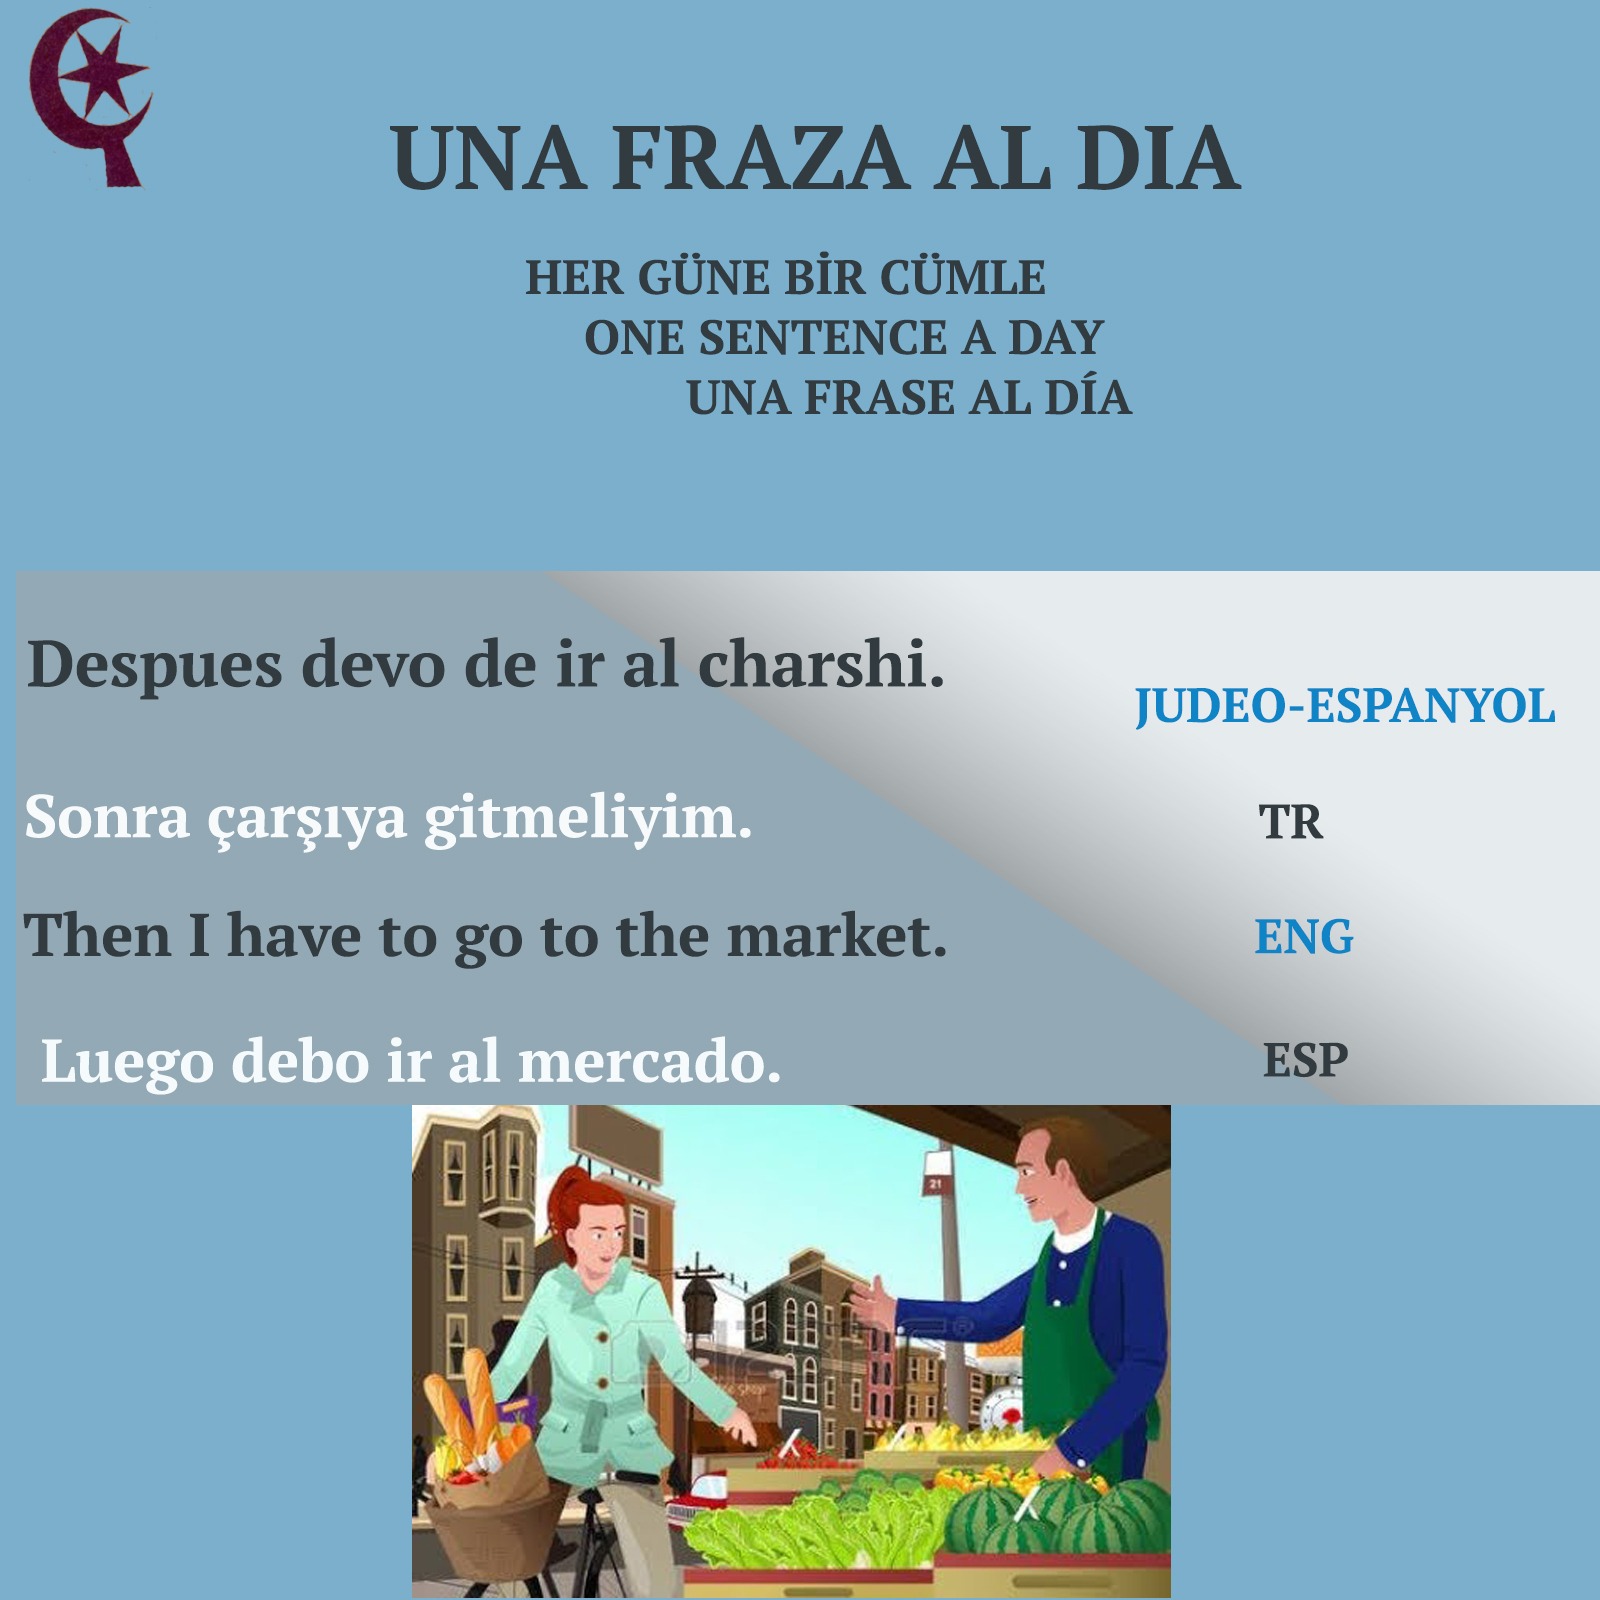 UNA FRAZA AL DIA
HER GÜNE BİR CÜMLE
ONE SENTENCE A DAY
UNA FRASE AL DÍA
Despues devo de ir al charshi.
JUDEO-ESPANYOL
Sonra çarşıya gitmeliyim.
TR
Then I have to go to the market.
ENG
Luego debo ir al mercado.
ESP
21